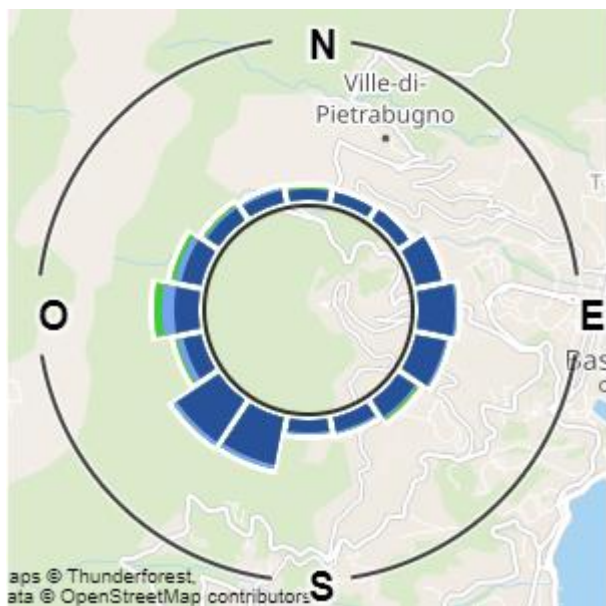 N
Ville-di-
Pietrabugno
T
O
E
Bas
aps © Thunderforest,
ata © OpenStreetMap contributors
S